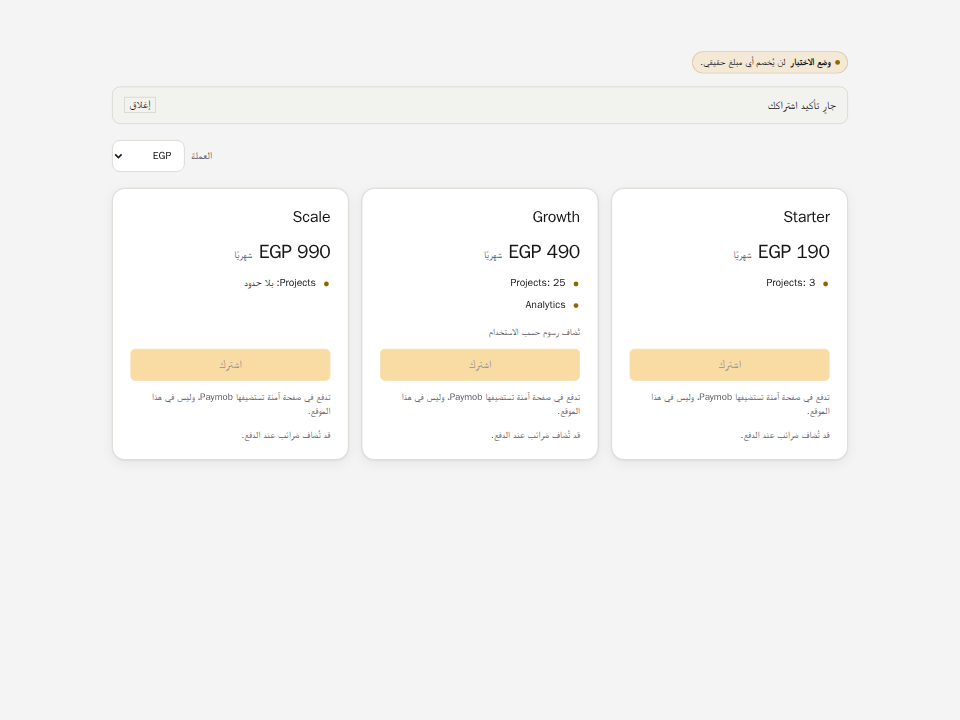 وضع الاختبار لن يُخصم أي مبلغ حقيقي.
جارٍ تأكيد اشتراكك
إغلاق
العملة
EGP
Starter
EGP 190 شهريًا
Projects: 3
اشترك
تدفع في صفحة آمنة تستضيفها Paymob، وليس في هذا
الموقع.
قد تُضاف ضرائب عند الدفع.
Growth
EGP 490 شهريًا
Projects: 25
Analytics
تُضاف رسوم حسب الاستخدام
اشترك
تدفع في صفحة آمنة تستضيفها Paymob، وليس في هذا
الموقع.
قد تُضاف ضرائب عند الدفع.
Scale
EGP 990 شهريًا
Projects: بلا حدود
اشترك
تدفع في صفحة آمنة تستضيفها Paymob، وليس في هذا
الموقع.
قد تُضاف ضرائب عند الدفع.